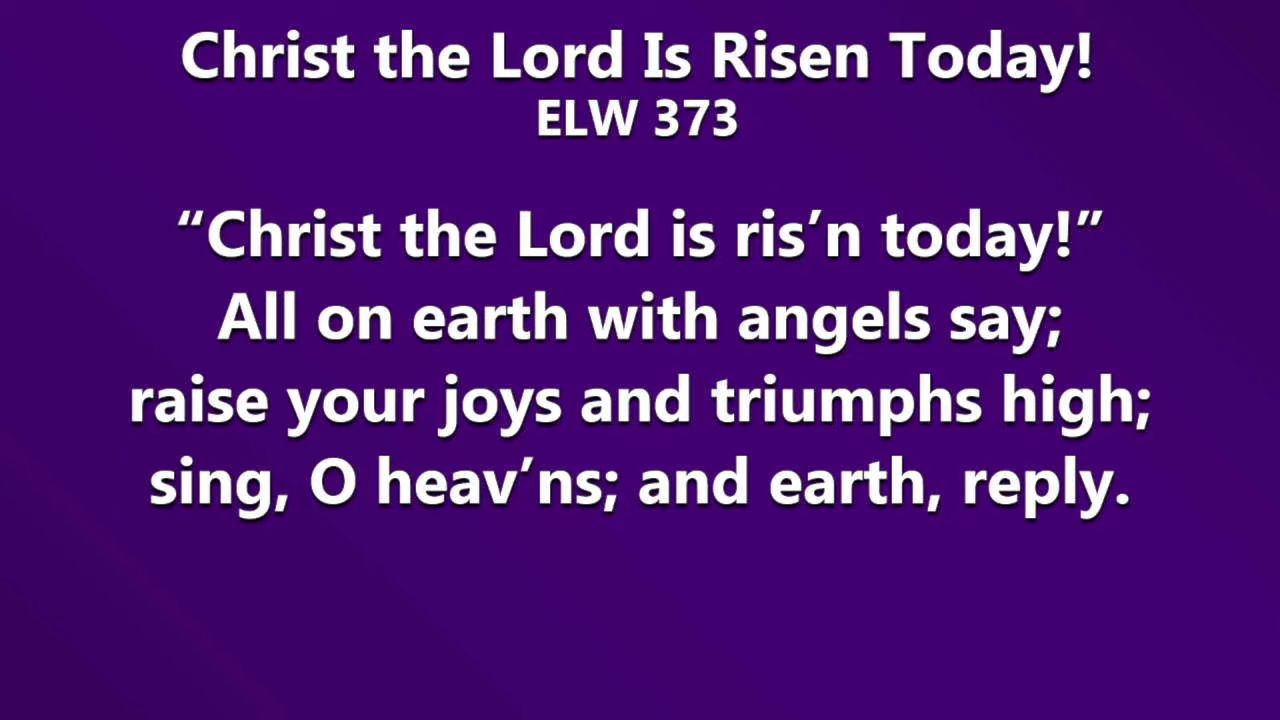 Christ the Lord Is Risen Today!
ELW 373
“Christ the Lord is ris’n today!”
All on earth with angels say;
raise your joys and triumphs high;
sing, O heav’ns; and earth, reply.